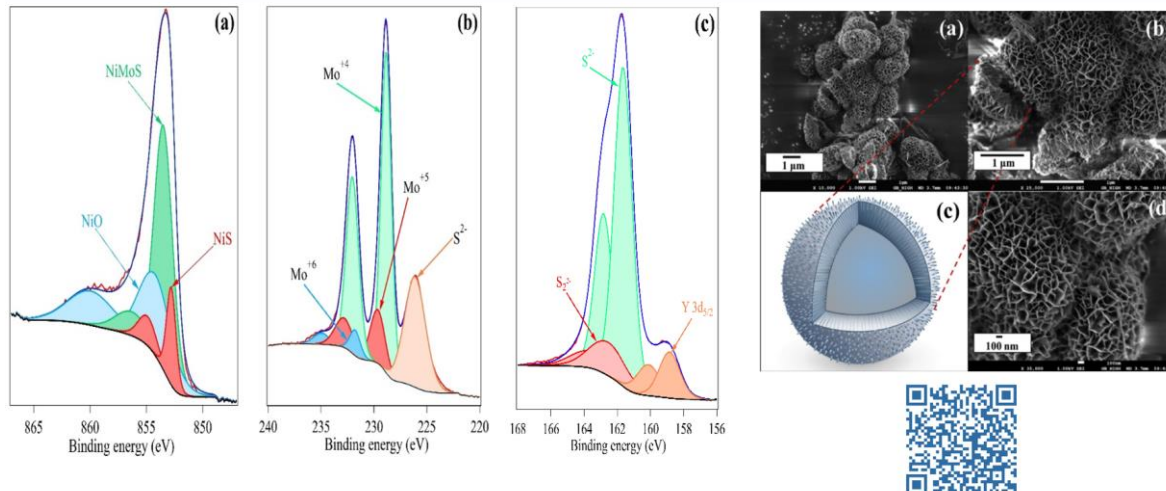 (a)
NiMoS
NiO
NiS
865 860 855 850
Binding energy (eV)
(b)
Mo+4
Mo+5
S2-
Mo+6
240 235 230 225 220
Binding energy (eV)
(c)
S2-
S22-
Y 3d5/2
168 166 164 162 160 158 156
Binding energy (eV)
(a)
1 µm
(b)
1 µm
(c)
(d)
100 nm